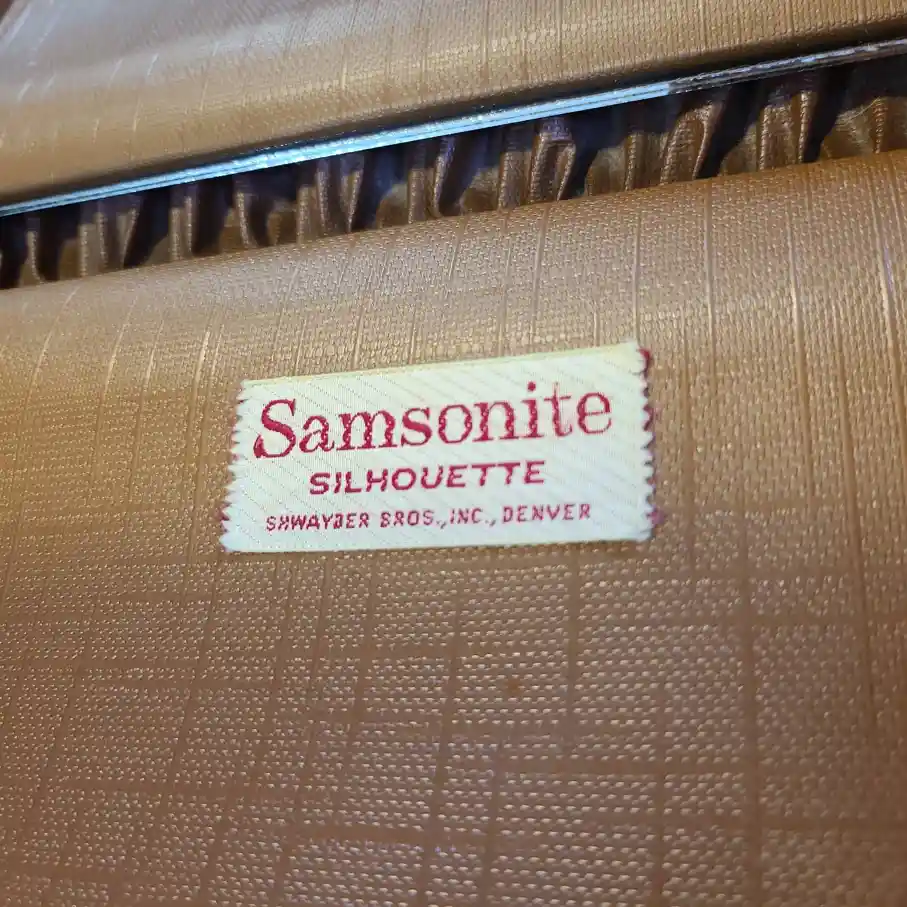 Samsonite
SILHOUETTE
SHWAYDER BROS., INC., DENVER